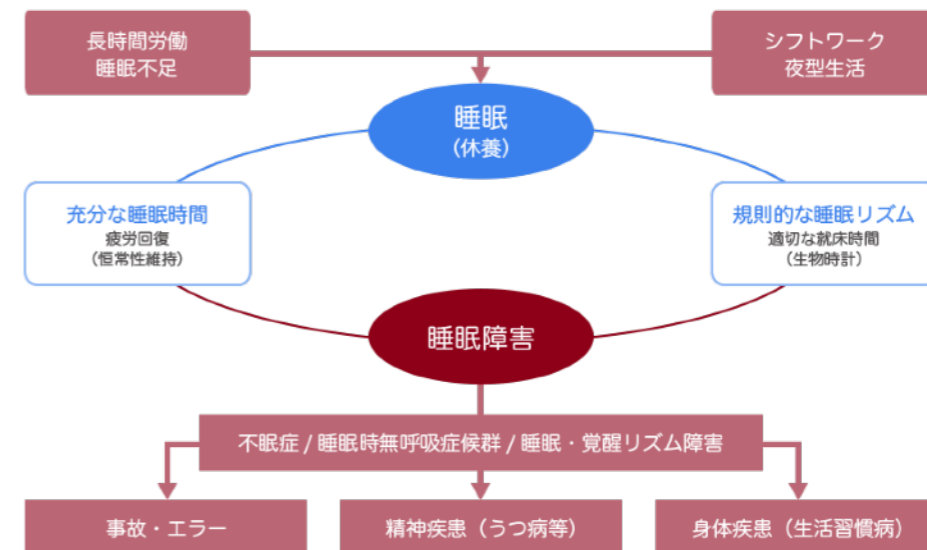 長時間労働
睡眠不足
シフトワーク
夜型生活
睡眠
（休養）
充分な睡眠時間
疲労回復
（恒常性維持）
規則的な睡眠リズム
適切な就床時間
（生物時計）
睡眠障害
不眠症 / 睡眠時無呼吸症候群 / 睡眠・覚醒リズム障害
事故・エラー
精神疾患（うつ病等）
身体疾患（生活習慣病）